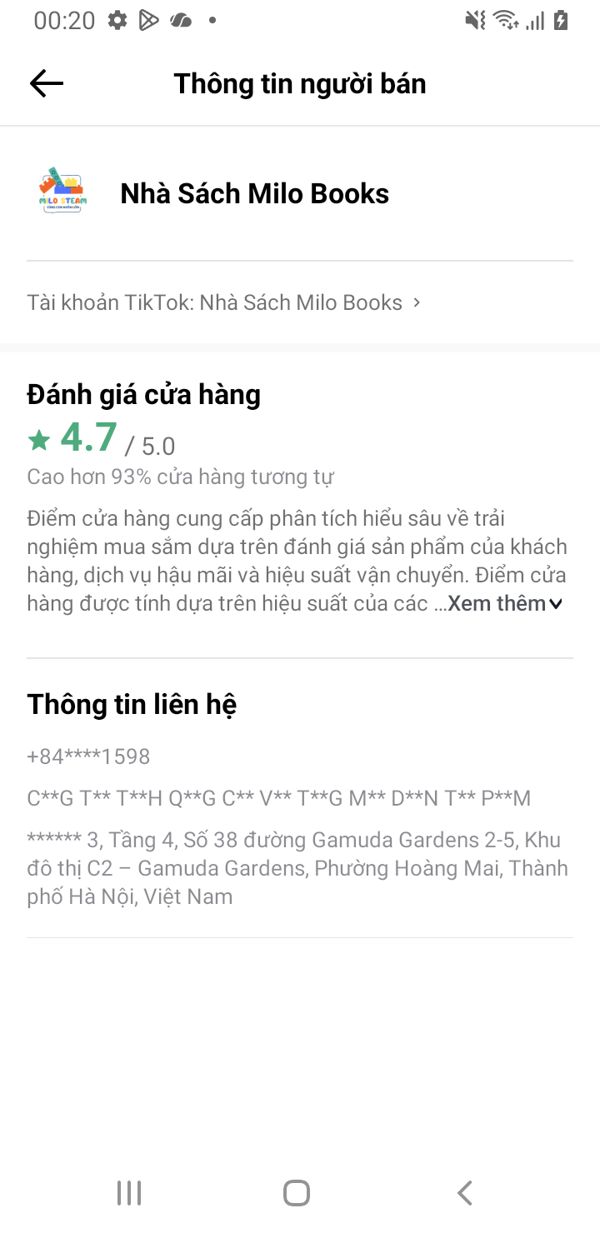 00:20
Thông tin người bán
MILO STEAM
Nhà Sách Milo Books
Tài khoản TikTok: Nhà Sách Milo Books
Đánh giá cửa hàng
4.7 / 5.0
Cao hơn 93% cửa hàng tương tự
Điểm cửa hàng cung cấp phân tích hiểu sâu về trải
nghiệm mua sắm dựa trên đánh giá sản phẩm của khách
hàng, dịch vụ hậu mãi và hiệu suất vận chuyển. Điểm cửa
hàng được tính dựa trên hiệu suất của các ...Xem thêm
Thông tin liên hệ
+84****1598
C**G T** T**H Q**G C** V** T**G M** D**N T** P**M
****** 3, Tầng 4, Số 38 đường Gamuda Gardens 2-5, Khu
đô thị C2 – Gamuda Gardens, Phường Hoàng Mai, Thành
phố Hà Nội, Việt Nam